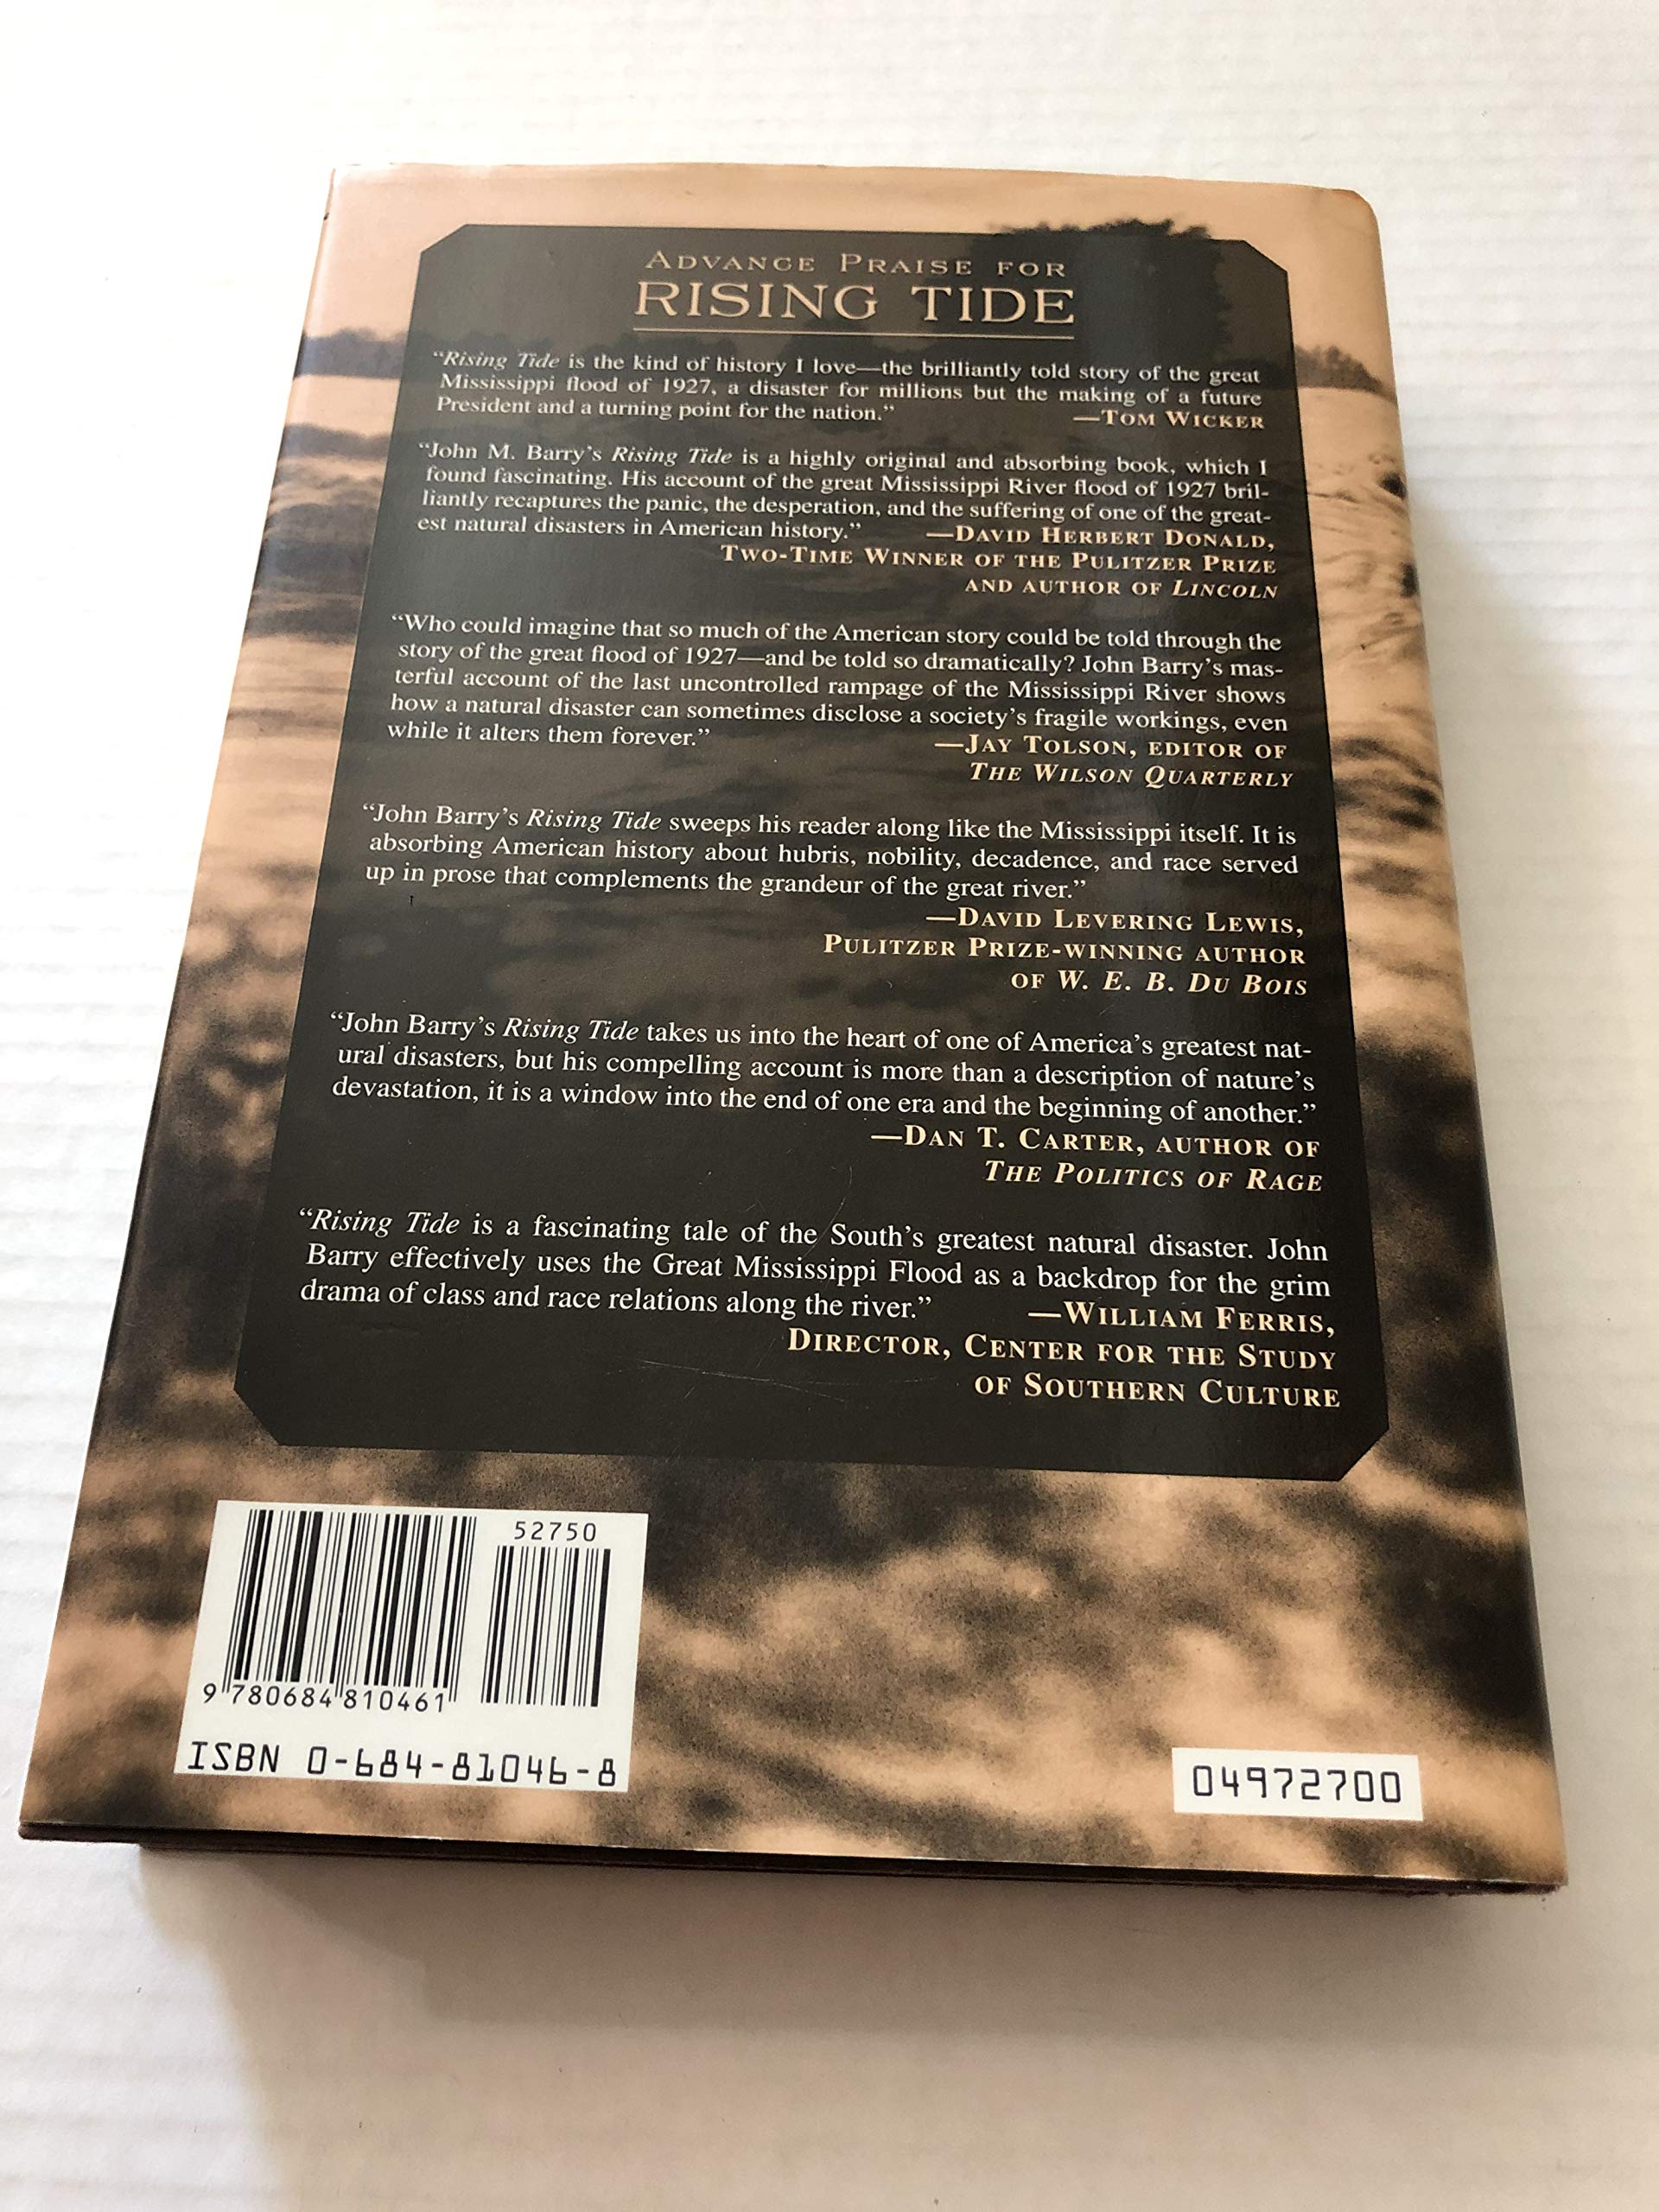 ADVANCE PRAISE FOR
RISING TIDE
“Rising Tide is the kind of history I love—the brilliantly told story of the great
Mississippi flood of 1927, a disaster for millions but the making of a future
President and a turning point for the nation.” —TOM WICKER
“John M. Barry’s Rising Tide is a highly original and absorbing book, which I
found fascinating. His account of the great Mississippi River flood of 1927 bril-
liantly recaptures the panic, the desperation, and the suffering of one of the great-
est natural disasters in American history.” —DAVID HERBERT DONALD,
TWO-TIME WINNER OF THE PULITZER PRIZE
AND AUTHOR OF LINCOLN
“Who could imagine that so much of the American story could be told through the
story of the great flood of 1927—and be told so dramatically? John Barry’s mas-
terful account of the last uncontrolled rampage of the Mississippi River shows
how a natural disaster can sometimes disclose a society’s fragile workings, even
while it alters them forever.” —JAY TOLSON, EDITOR OF
THE WILSON QUARTERLY
“John Barry’s Rising Tide sweeps his reader along like the Mississippi itself. It is
absorbing American history about hubris, nobility, decadence, and race served
up in prose that complements the grandeur of the great river.”
—DAVID LEVERING LEWIS,
PULITZER PRIZE-WINNING AUTHOR
OF W. E. B. DU BOIS
“John Barry’s Rising Tide takes us into the heart of one of America’s greatest nat-
ural disasters, but his compelling account is more than a description of nature’s
devastation, it is a window into the end of one era and the beginning of another.”
—DAN T. CARTER, AUTHOR OF
THE POLITICS OF RAGE
“Rising Tide is a fascinating tale of the South’s greatest natural disaster. John
Barry effectively uses the Great Mississippi Flood as a backdrop for the grim
drama of class and race relations along the river.” —WILLIAM FERRIS,
DIRECTOR, CENTER FOR THE STUDY
OF SOUTHERN CULTURE
52750
9 780684 810461
ISBN 0-684-81046-8
04972700